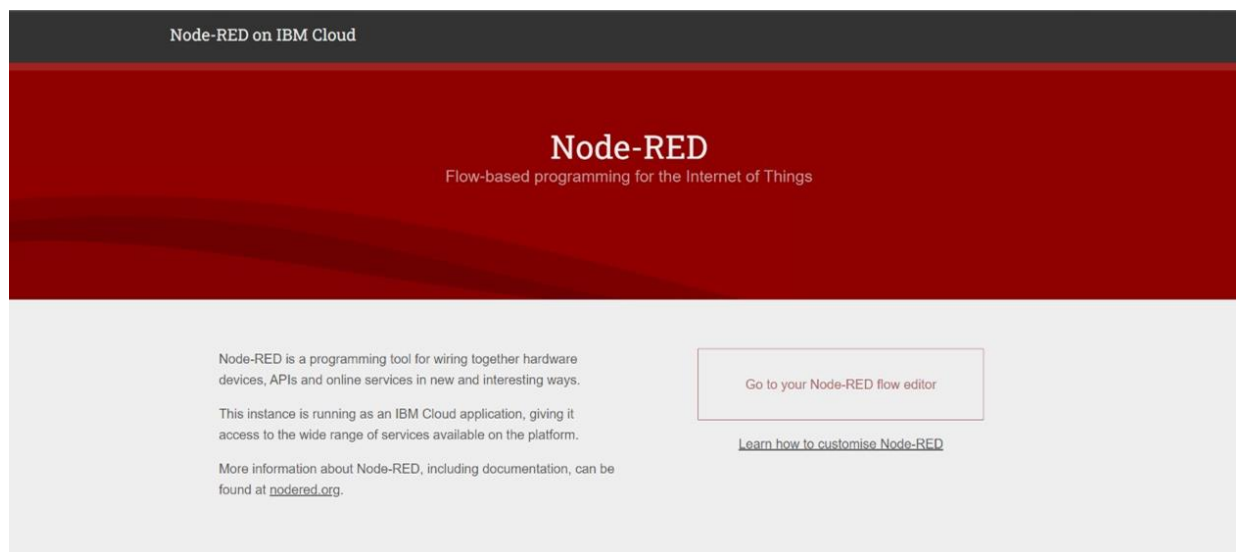 Node-RED on IBM Cloud
Node-RED
Flow-based programming for the Internet of Things
Node-RED is a programming tool for wiring together hardware
devices, APIs and online services in new and interesting ways.
This instance is running as an IBM Cloud application, giving it
access to the wide range of services available on the platform.
More information about Node-RED, including documentation, can be
found at nodered.org.
Go to your Node-RED flow editor
Learn how to customise Node-RED